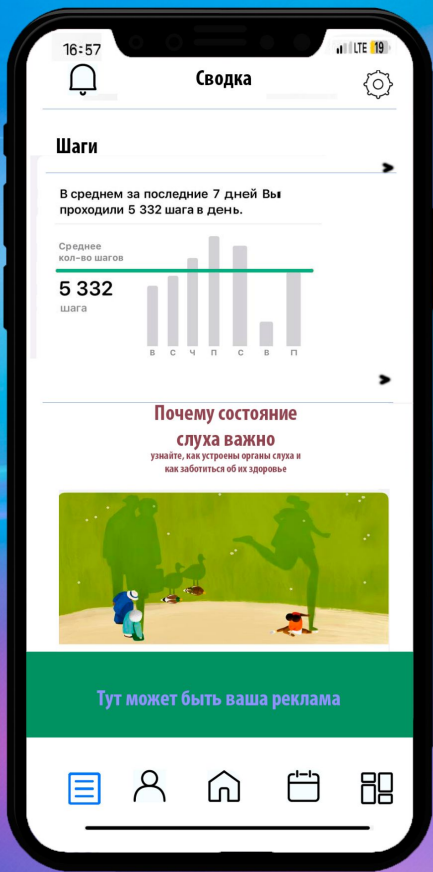 16:57
LTE 19
Сводка
Шаги
В среднем за последние 7 дней Вы
проходили 5 332 шага в день.
Среднее
кол-во шагов
5 332
шага
В С Ч П С В П
Почему состояние
слуха важно
узнайте, как устроены органы слуха и
как заботиться об их здоровье
Тут может быть ваша реклама